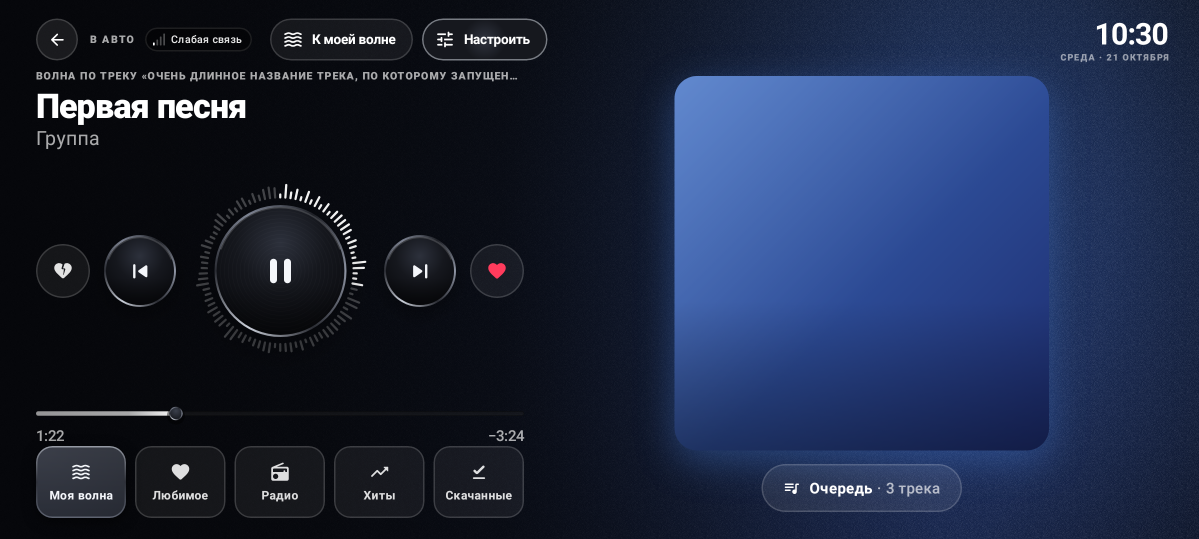 В АВТО
Слабая связь
К моей волне
Настроить
10:30
СРЕДА · 21 ОКТЯБРЯ
ВОЛНА ПО ТРЕКУ «ОЧЕНЬ ДЛИННОЕ НАЗВАНИЕ ТРЕКА, ПО КОТОРОМУ ЗАПУЩЕН…
Первая песня
Группа
1:22
−3:24
Моя волна
Любимое
Радио
Хиты
Скачанные
Очередь · 3 трека